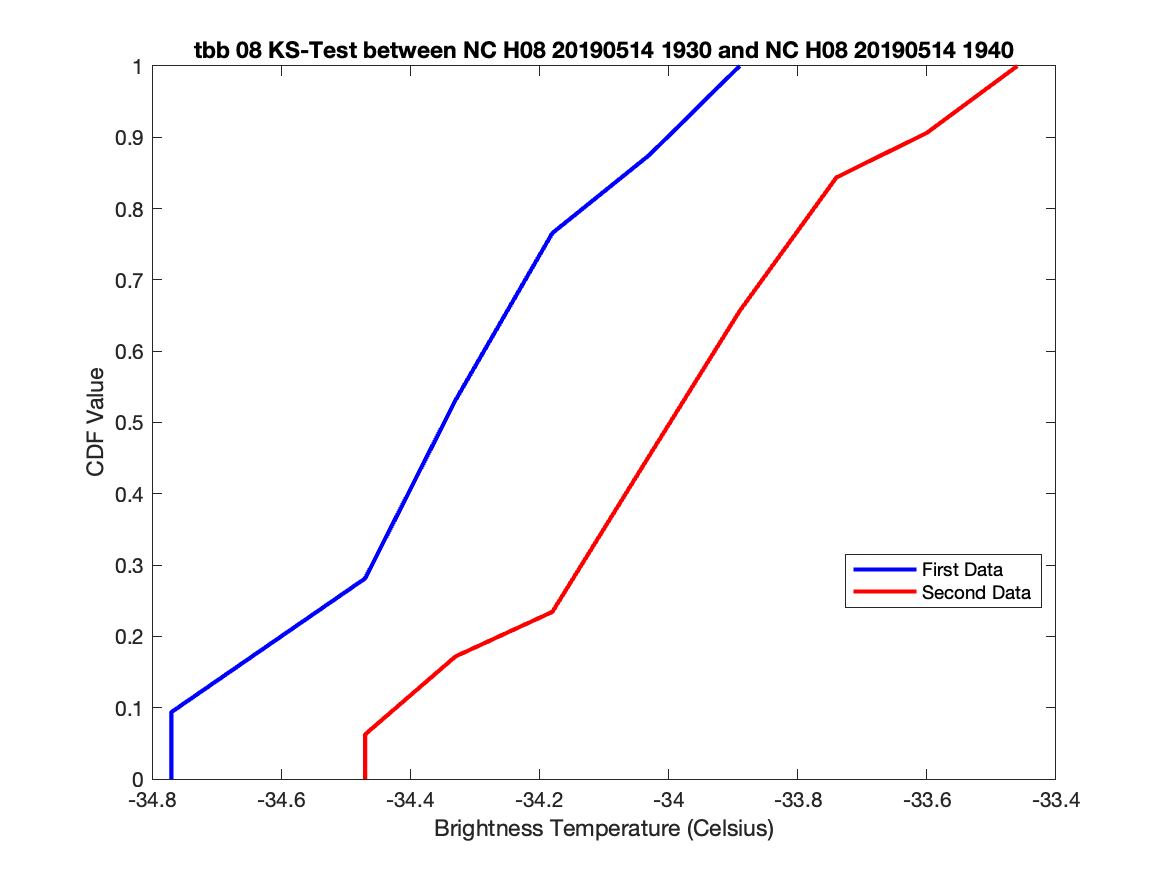 tbb 08 KS-Test between NC H08 20190514 1930 and NC H08 20190514 1940
1
0.9
0.8
0.7
0.6
0.5
0.4
0.3
0.2
0.1
0
CDF Value
First Data
Second Data
-34.8 -34.6 -34.4 -34.2 -34 -33.8 -33.6 -33.4
Brightness Temperature (Celsius)